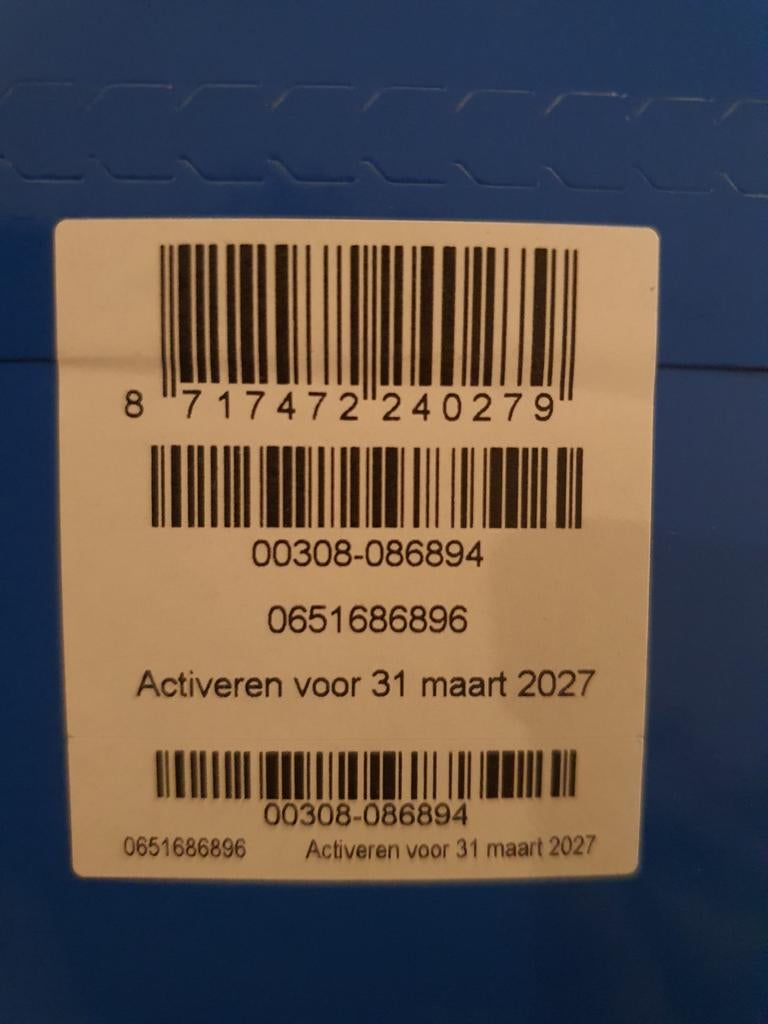 8 717472 240279
00308-086894
0651686896
Activeren voor 31 maart 2027
00308-086894
0651686896 Activeren voor 31 maart 2027